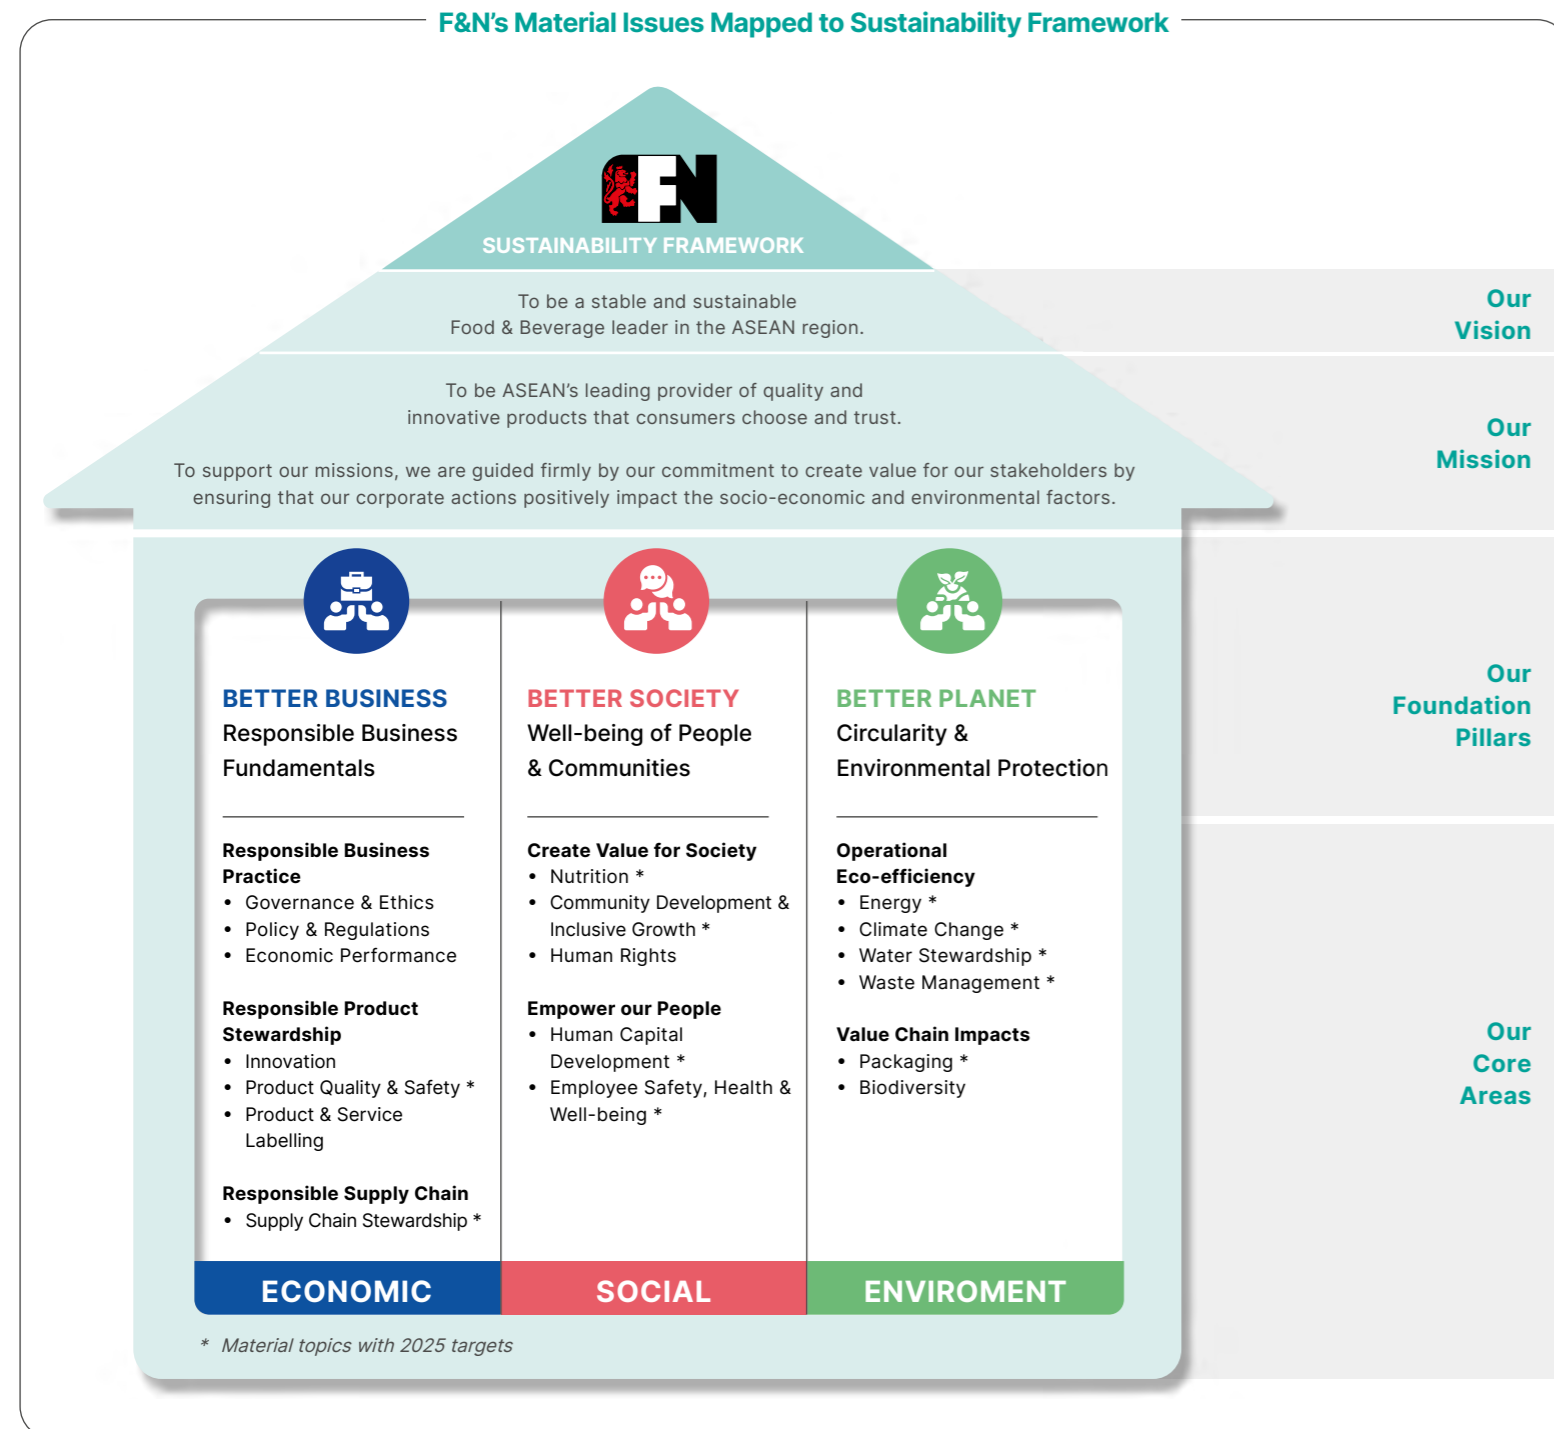 F&N's Material Issues Mapped to Sustainability Framework
FN
SUSTAINABILITY FRAMEWORK
To be a stable and sustainable
Food & Beverage leader in the ASEAN region.
Our
Vision
To be ASEAN's leading provider of quality and
innovative products that consumers choose and trust.
To support our missions, we are guided firmly by our commitment to create value for our stakeholders by
ensuring that our corporate actions positively impact the socio-economic and environmental factors.
Our
Mission
BETTER BUSINESS
Responsible Business
Fundamentals
BETTER SOCIETY
Well-being of People
& Communities
BETTER PLANET
Circularity &
Environmental Protection
Our
Foundation
Pillars
Responsible Business
Practice
• Governance & Ethics
• Policy & Regulations
• Economic Performance
Responsible Product
Stewardship
• Innovation
• Product Quality & Safety *
• Product & Service
Labelling
Responsible Supply Chain
• Supply Chain Stewardship *
Create Value for Society
• Nutrition *
• Community Development &
Inclusive Growth *
• Human Rights
Empower our People
• Human Capital
Development *
• Employee Safety, Health &
Well-being *
Operational
Eco-efficiency
• Energy *
• Climate Change *
• Water Stewardship *
• Waste Management *
Value Chain Impacts
• Packaging *
• Biodiversity
Our
Core
Areas
ECONOMIC
SOCIAL
ENVIROMENT
* Material topics with 2025 targets